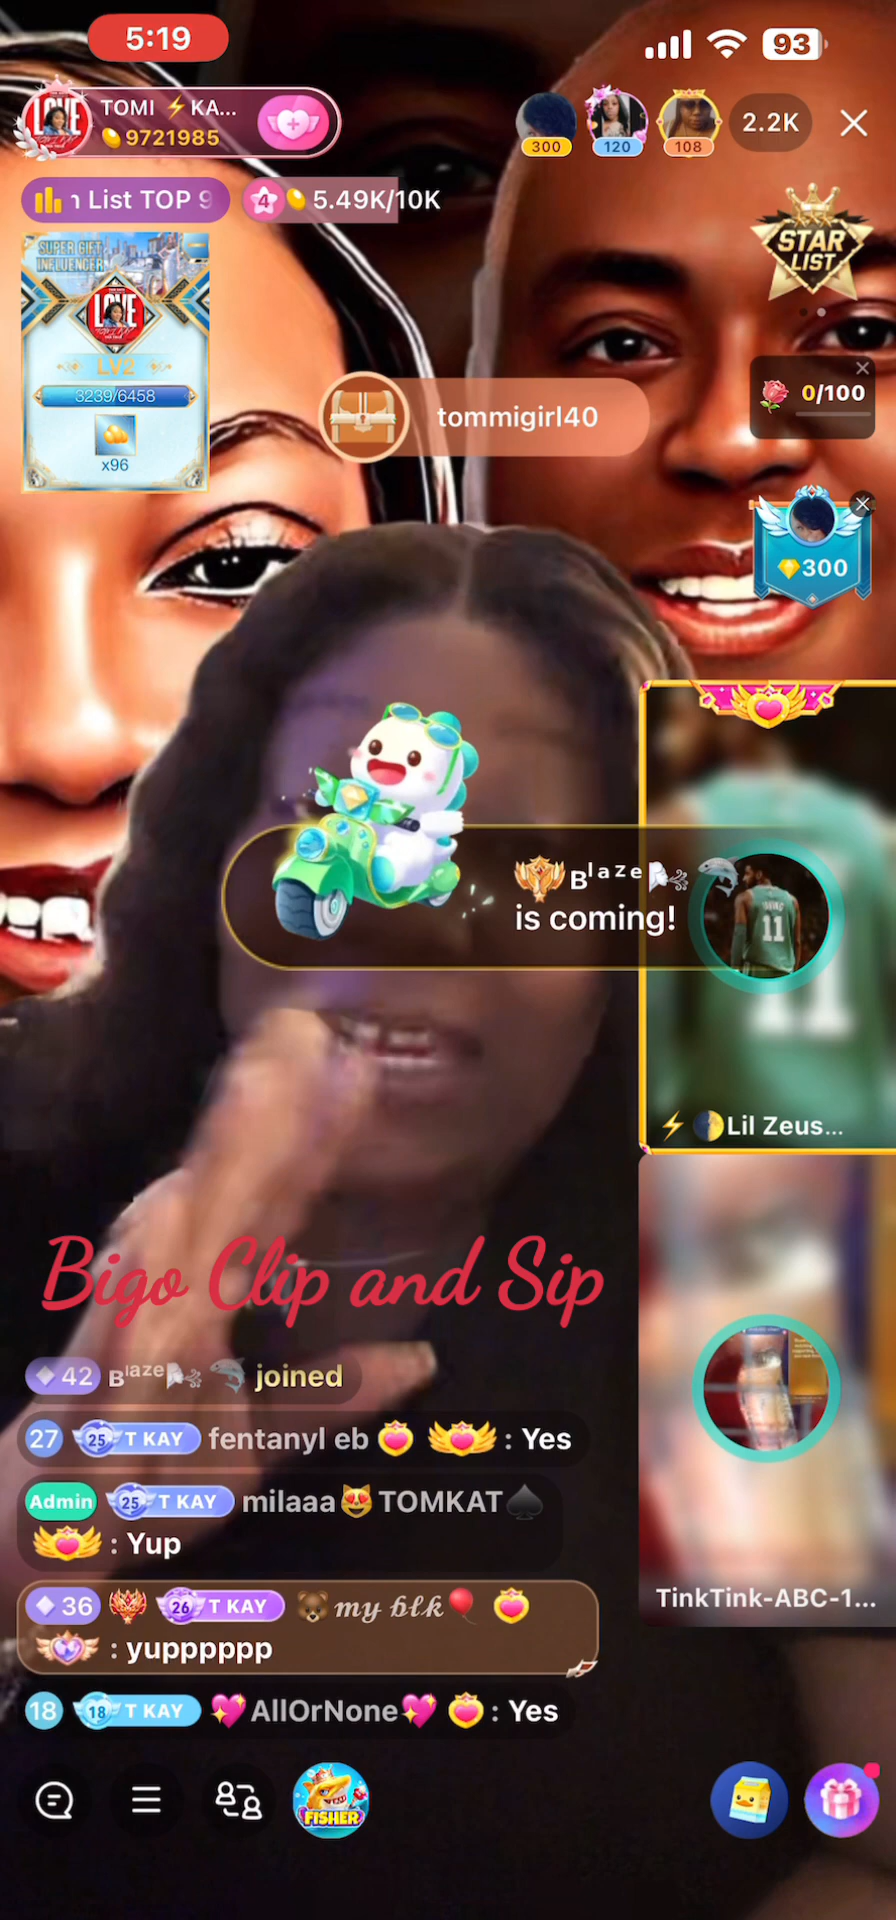 5:19
93
TOMI ⚡KA...
9721985
300
120
108
2.2K
List TOP 9
4 5.49K/10K
STAR
LIST
SUPER GIFT
INFLUENCER
LOVE
LV2
3239/6458
x96
tommigirl40
0/100
300
Bˡᵃᶻᵉ
is coming!
11
⚡🌓Lil Zeus...
Bigo Clip and Sip
42 Bˡᵃᶻᵉ🌬🐬 joined
27 25 T KAY fentanyl eb : Yes
Admin 25 T KAY milaaa😻TOMKAT♠
: Yup
36 26 T KAY 🐻 my blk🎈
: yupppppp
18 18 T KAY 💖AllOrNone💖 : Yes
TinkTink-ABC-1...
FISHER